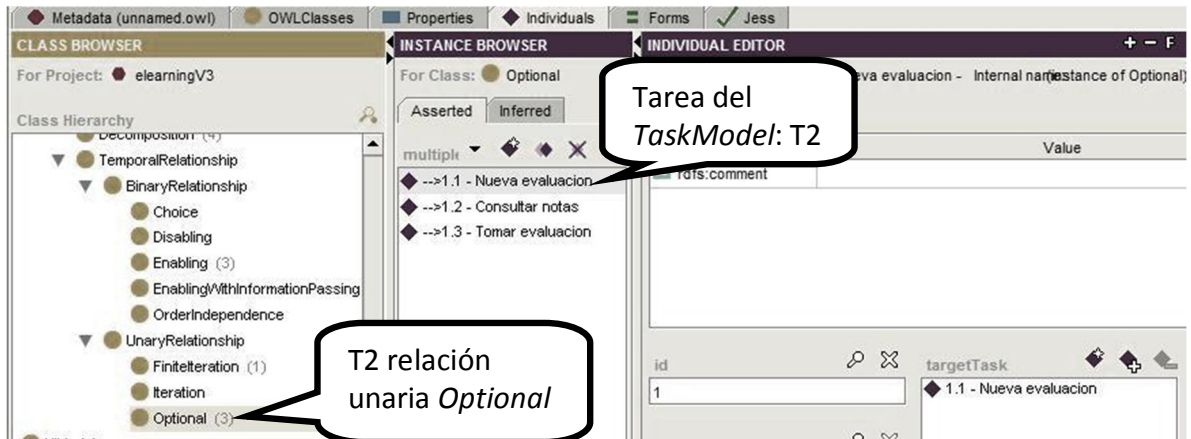 Metadata (unnamed.owl) OWLClasses Properties Individuals Forms Jess
CLASS BROWSER
For Project: elearningV3
Class Hierarchy
Decomposition (4)
TemporalRelationship
BinaryRelationship
Choice
Disabling
Enabling (3)
EnablingWithInformationPassing
OrderIndependence
UnaryRelationship
FiniteIteration (1)
Iteration
Optional (3)
INSTANCE BROWSER
For Class: Optional
Asserted Inferred
multiple
-->1.1 - Nueva evaluacion
-->1.2 - Consultar notas
-->1.3 - Tomar evaluacion
INDIVIDUAL EDITOR + - F
eva evaluacion - Internal name (instance of Optional)
Value
rdfs:comment
id
1
targetTask
1.1 - Nueva evaluacion
Tarea del
TaskModel: T2
T2 relación
unaria Optional